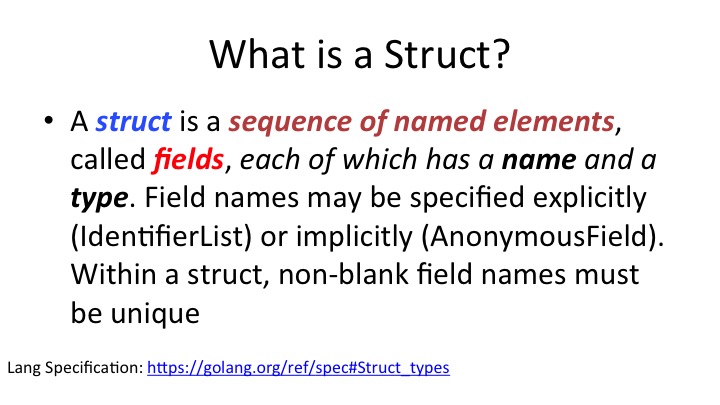 What is a Struct?
• A struct is a sequence of named elements,
called fields, each of which has a name and a
type. Field names may be specified explicitly
(IdentifierList) or implicitly (AnonymousField).
Within a struct, non-blank field names must
be unique
Lang Specification: https://golang.org/ref/spec#Struct_types